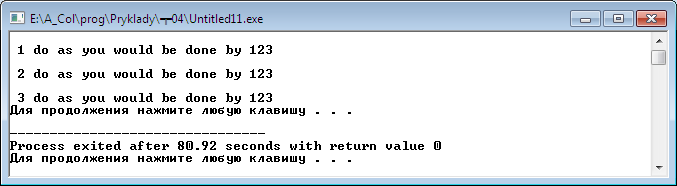 E:\A_Col\prog\Pryklady\-╤04\Untitled11.exe
1 do as you would be done by 123
2 do as you would be done by 123
3 do as you would be done by 123
Для продолжения нажмите любую клавишу . . .
--------------------------------
Process exited after 80.92 seconds with return value 0
Для продолжения нажмите любую клавишу . . .